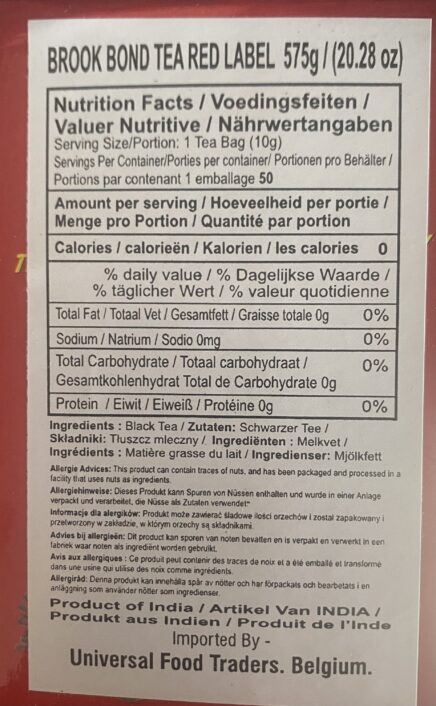 BROOK BOND TEA RED LABEL 575g / (20.28 oz)
Nutrition Facts / Voedingsfeiten /
Valuer Nutritive / Nährwertangaben
Serving Size/Portion: 1 Tea Bag (10g)
Servings Per Container/Porties per container/ Portionen pro Behälter /
Portions par contenant 1 emballage 50
Amount per serving / Hoeveelheid per portie /
Menge pro Portion / Quantité par portion
Calories / calorieën / Kalorien / les calories 0
% daily value / % Dagelijkse Waarde /
% täglicher Wert / % valeur quotidienne
Total Fat / Totaal Vet / Gesamtfett / Graisse totale 0g 0%
Sodium / Natrium / Sodio 0mg 0%
Total Carbohydrate / Totaal carbohydraat / 0%
Gesamtkohlenhydrat Total de Carbohydrate 0g
Protein / Eiwit / Eiweiß / Protéine 0g 0%
Ingredients : Black Tea / Zutaten: Schwarzer Tee /
Składniki: Tłuszcz mleczny / Ingrediënten : Melkvet /
Ingrédients : Matière grasse du lait / Ingredienser: Mjölkfett
Allergie Advices: This product can contain traces of nuts, and has been packaged and processed in a
facility that uses nuts as ingredients.
Allergiehinweise: Dieses Produkt kann Spuren von Nüssen enthalten und wurde in einer Anlage
verpackt und verarbeitet, die Nüsse als Zutaten verwendet"
Informacje dla alergików: Produkt może zawierać śladowe ilości orzechów i został zapakowany i
przetworzony w zakładzie, w którym orzechy są składnikami.
Advies bij allergieën: Dit product kan sporen van noten bevatten en is verpakt en verwerkt in een
fabriek waar noten als ingrediënt worden gebruikt.
Avis aux allergiques : Ce produit peut contenir des traces de noix et a été emballé et transformé
dans une usine qui utilise des noix comme ingrédients.
Allergiråd: Denna produkt kan innehålla spår av nötter och har förpackats och bearbetats i en
anläggning som använder nötter som ingredienser.
Product of India / Artikel Van INDIA /
Produkt aus Indien / Produit de l'Inde
Imported By -
Universal Food Traders. Belgium.